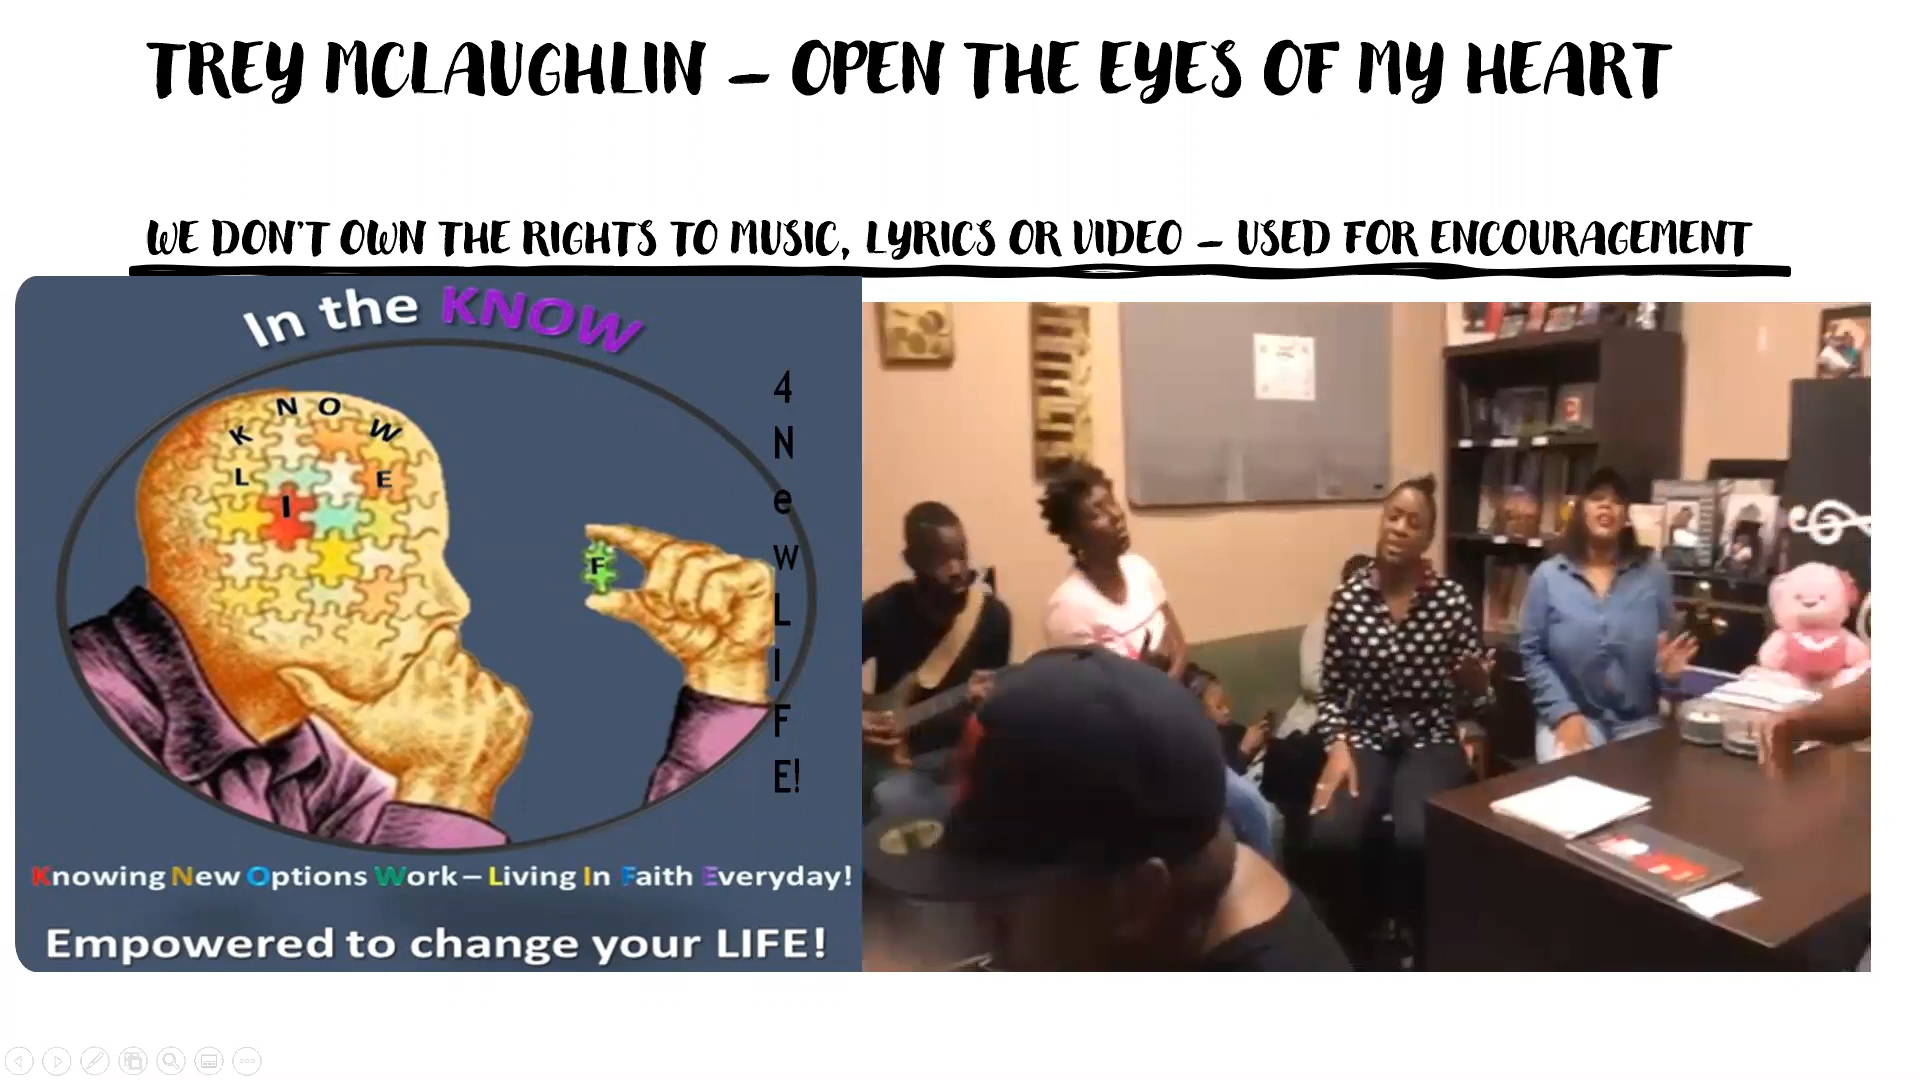 TREY MCLAUGHLIN – OPEN THE EYES OF MY HEART
WE DON'T OWN THE RIGHTS TO MUSIC, LYRICS OR VIDEO – USED FOR ENCOURAGEMENT
In the KNOW
K N O W
L I F E
4 N e w L I F E!
Knowing New Options Work – Living In Faith Everyday!
Empowered to change your LIFE!